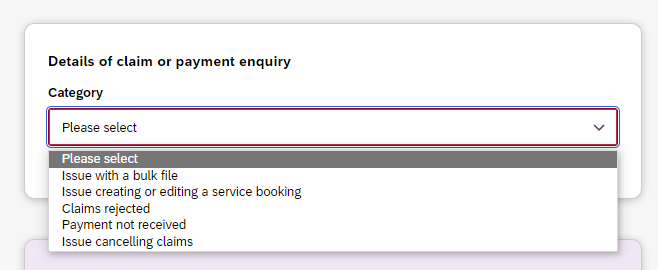 Details of claim or payment enquiry
Category
Please select
Please select
Issue with a bulk file
Issue creating or editing a service booking
Claims rejected
Payment not received
Issue cancelling claims